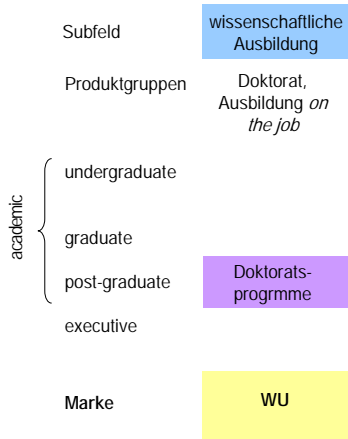 Subfeld
wissenschaftliche
Ausbildung
Produktgruppen
Doktorat,
Ausbildung on
the job
academic
undergraduate
graduate
post-graduate
Doktorats-
progrmme
executive
Marke
WU